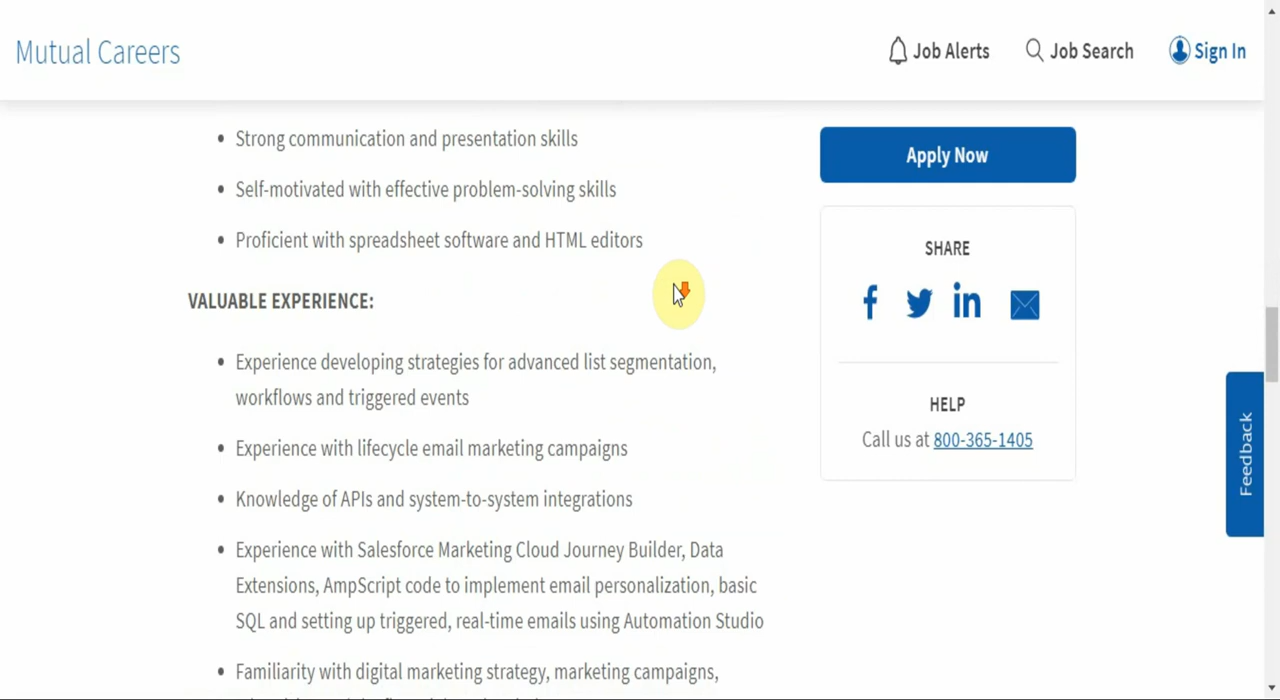 Mutual Careers
Job Alerts
Job Search
Sign In
Strong communication and presentation skills
Self-motivated with effective problem-solving skills
Proficient with spreadsheet software and HTML editors
VALUABLE EXPERIENCE:
Experience developing strategies for advanced list segmentation,
workflows and triggered events
Experience with lifecycle email marketing campaigns
Knowledge of APIs and system-to-system integrations
Experience with Salesforce Marketing Cloud Journey Builder, Data
Extensions, AmpScript code to implement email personalization, basic
SQL and setting up triggered, real-time emails using Automation Studio
Familiarity with digital marketing strategy, marketing campaigns,
Apply Now
SHARE
HELP
Call us at 800-365-1405
Feedback